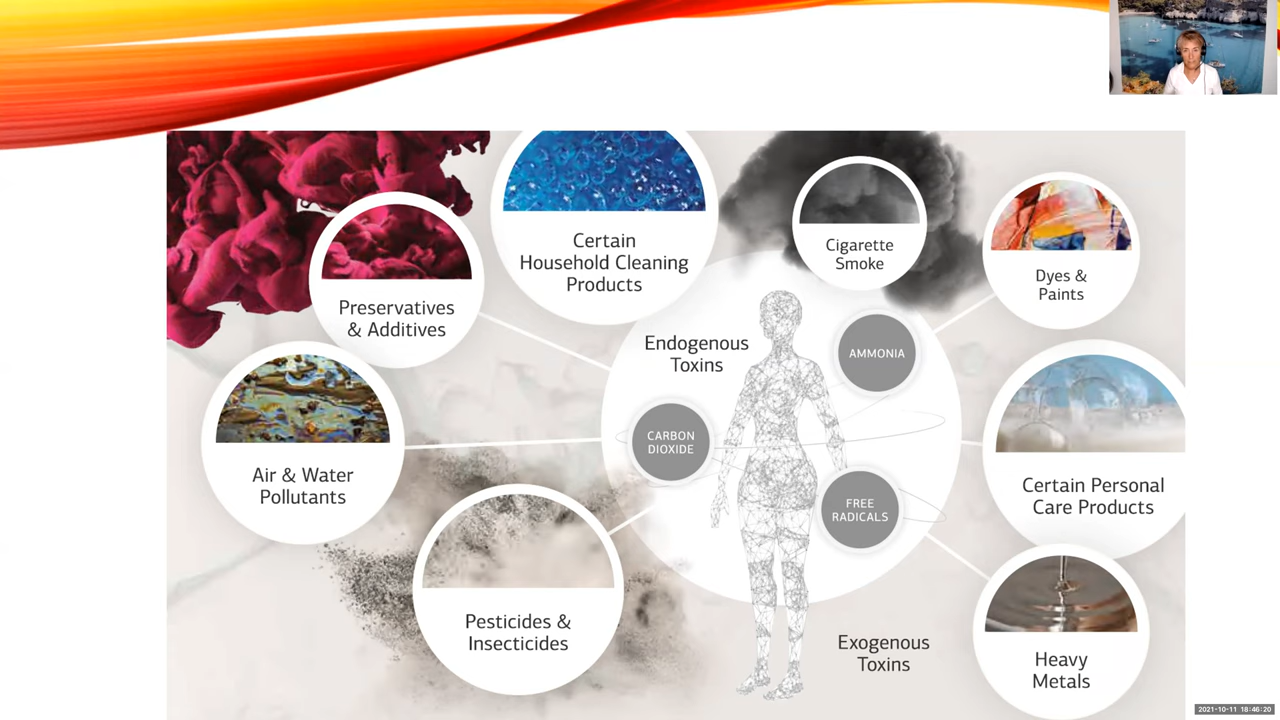 Certain
Household Cleaning
Products
Cigarette
Smoke
Dyes &
Paints
Preservatives
& Additives
Endogenous
Toxins
AMMONIA
CARBON
DIOXIDE
Air & Water
Pollutants
Certain Personal
Care Products
FREE
RADICALS
Pesticides &
Insecticides
Exogenous
Toxins
Heavy
Metals
2021-10-11 18:46:20